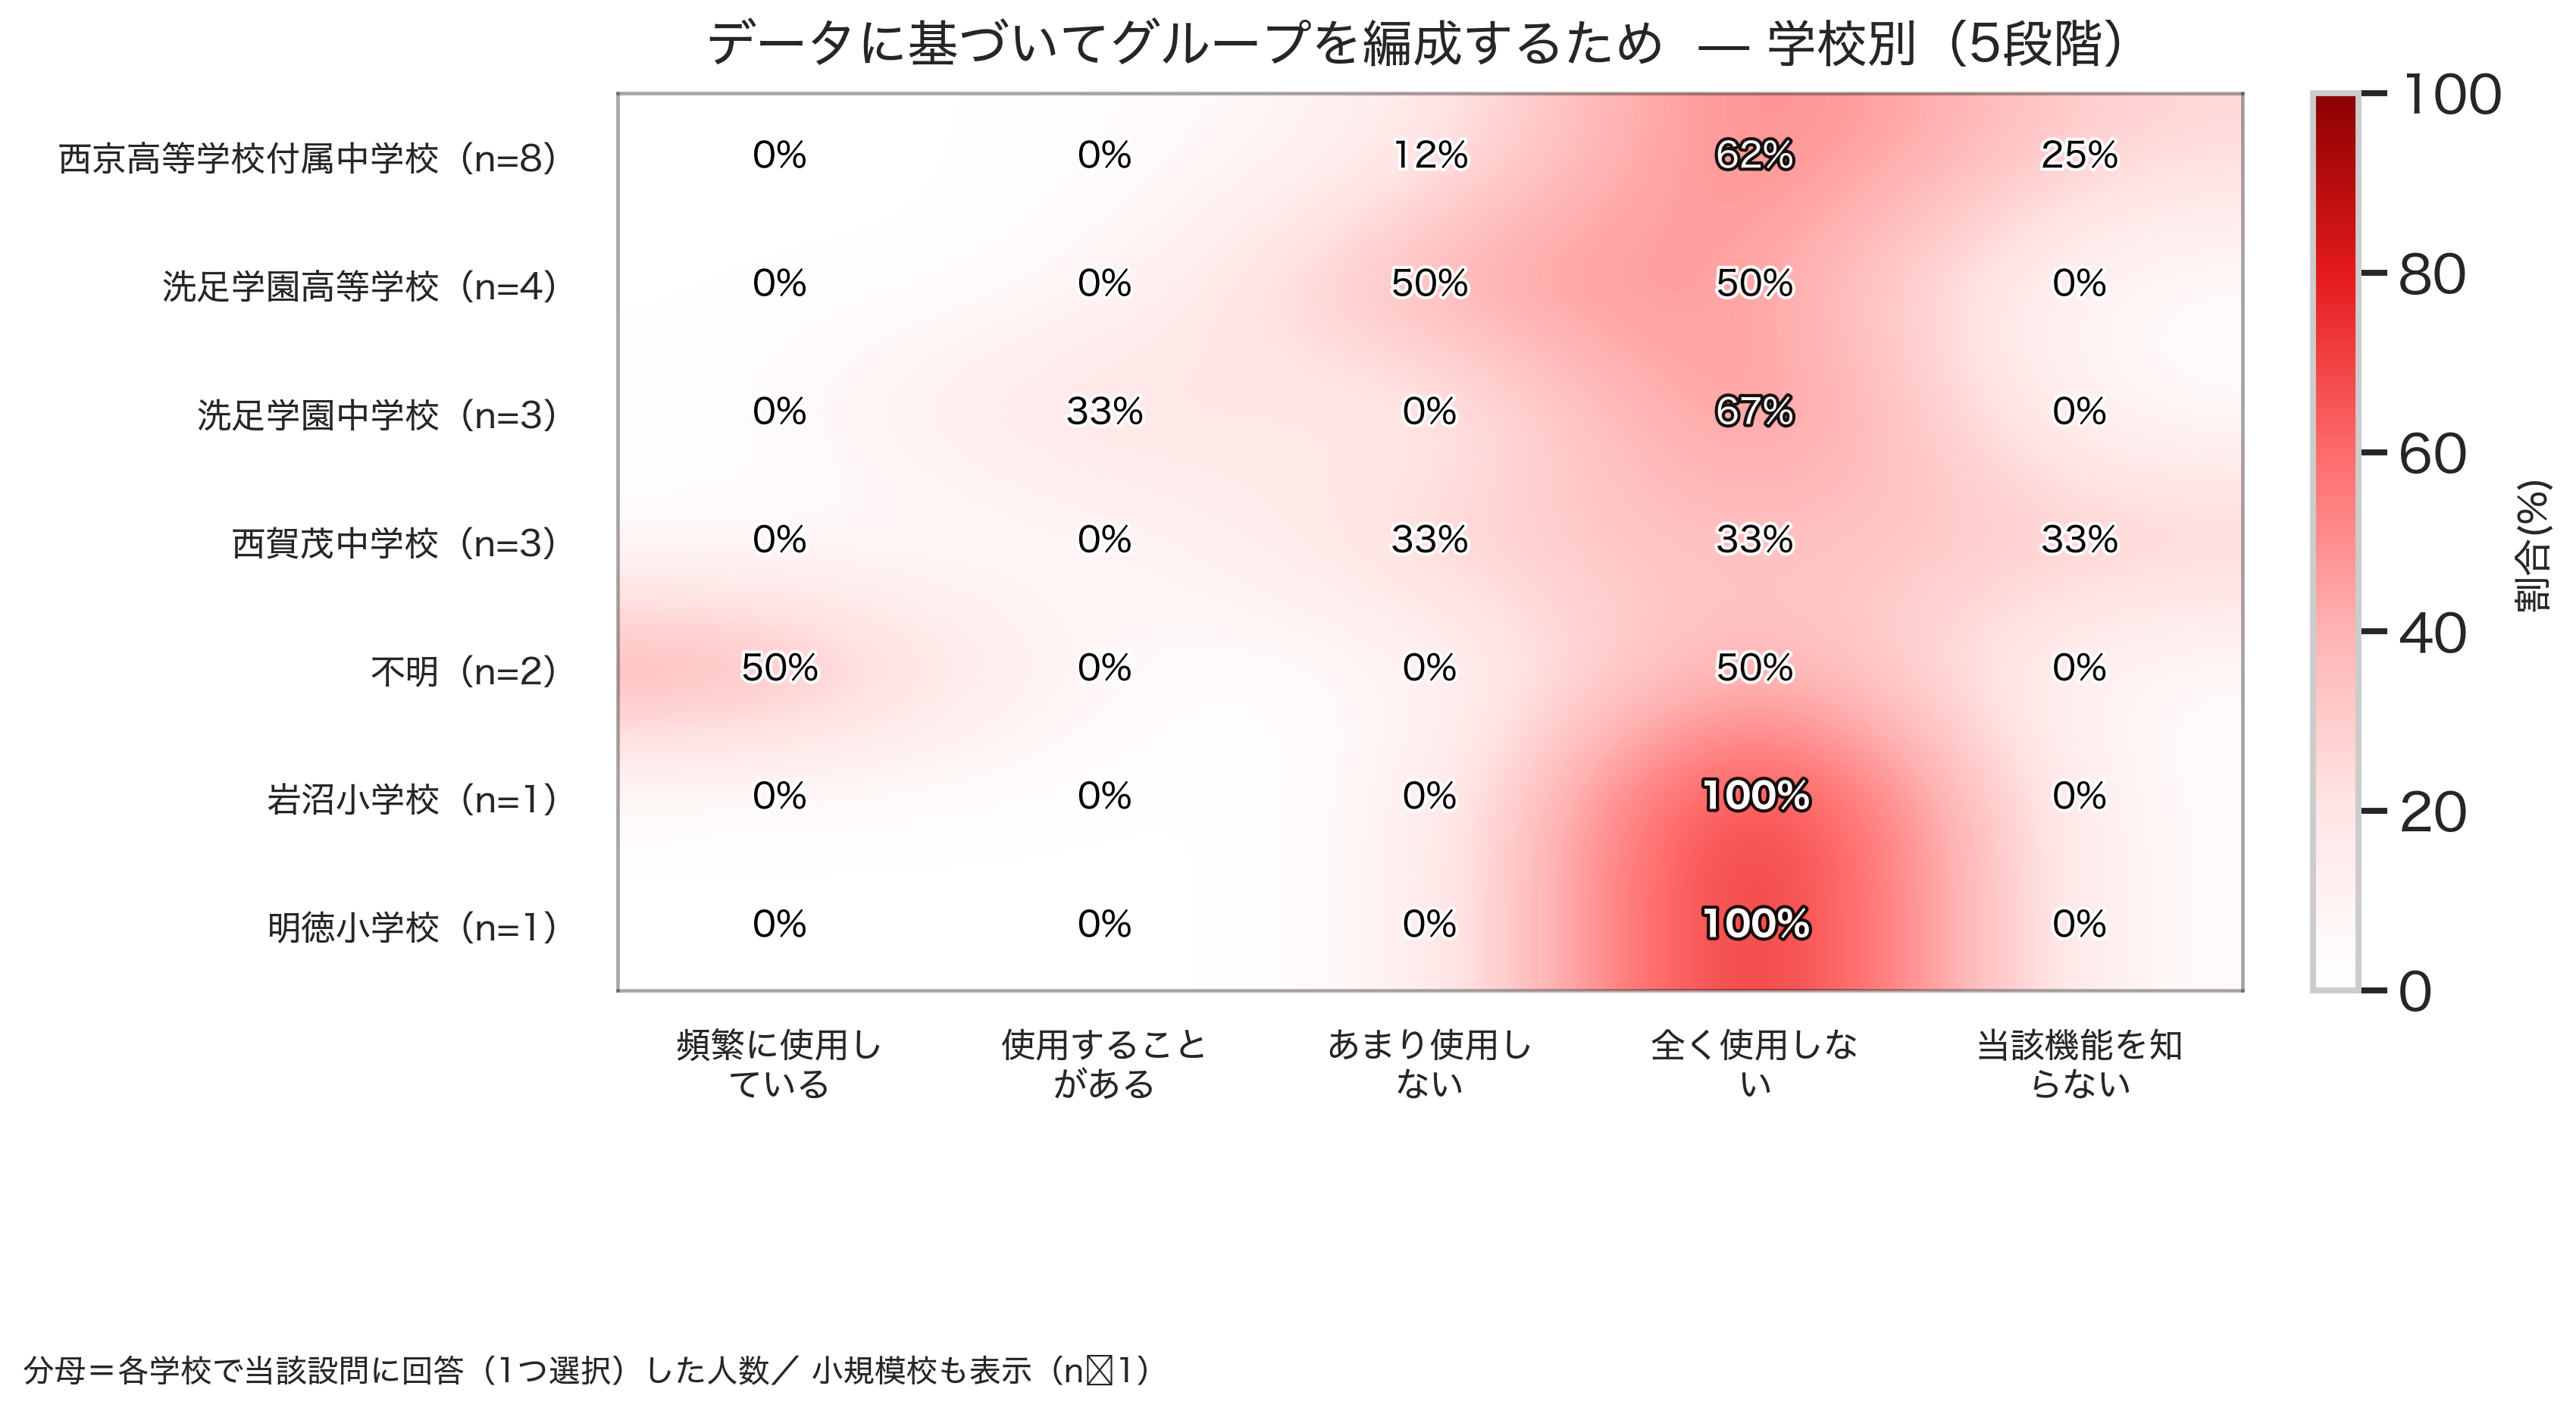 データに基づいてグループを編成するため — 学校別（5段階）
西京高等学校付属中学校（n=8） 0% 0% 12% 62% 25%
洗足学園高等学校（n=4） 0% 0% 50% 50% 0%
洗足学園中学校（n=3） 0% 33% 0% 67% 0%
西賀茂中学校（n=3） 0% 0% 33% 33% 33%
不明（n=2） 50% 0% 0% 50% 0%
岩沼小学校（n=1） 0% 0% 0% 100% 0%
明徳小学校（n=1） 0% 0% 0% 100% 0%
頻繁に使用し
ている
使用すること
がある
あまり使用し
ない
全く使用しな
い
当該機能を知
らない
100
80
60
40
20
0
割合(%)
分母＝各学校で当該設問に回答（1つ選択）した人数／ 小規模校も表示（n☒1）